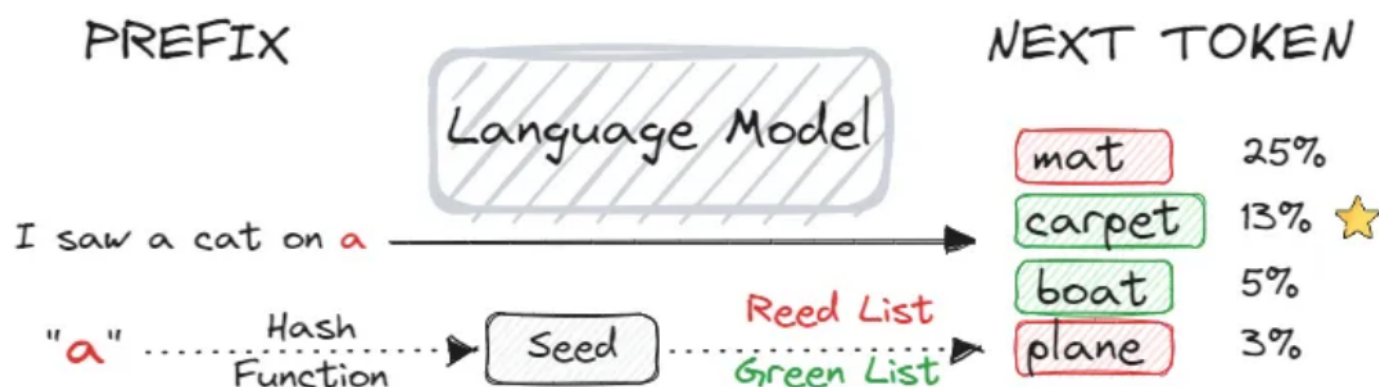 PREFIX
Language Model
NEXT TOKEN
mat 25%
carpet 13%
boat 5%
plane 3%
I saw a cat on a
"a"
Hash
Function
Seed
Reed List
Green List